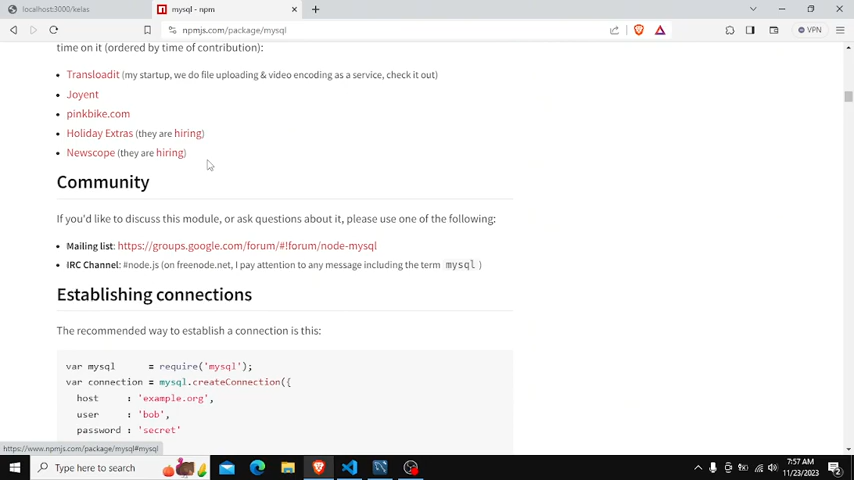 localhost:3000/kelas
mysql - npm
npmjs.com/package/mysql
VPN
time on it (ordered by time of contribution):
Transloadit (my startup, we do file uploading & video encoding as a service, check it out)
Joyent
pinkbike.com
Holiday Extras (they are hiring)
Newscope (they are hiring)
Community
If you'd like to discuss this module, or ask questions about it, please use one of the following:
Mailing list: https://groups.google.com/forum/#!forum/node-mysql
IRC Channel: #node.js (on freenode.net, I pay attention to any message including the term mysql )
Establishing connections
The recommended way to establish a connection is this:
var mysql = require('mysql');
var connection = mysql.createConnection({
host : 'example.org',
user : 'bob',
password : 'secret'
https://www.npmjs.com/package/mysql#mysql
Type here to search
7:57 AM
11/23/2023
2